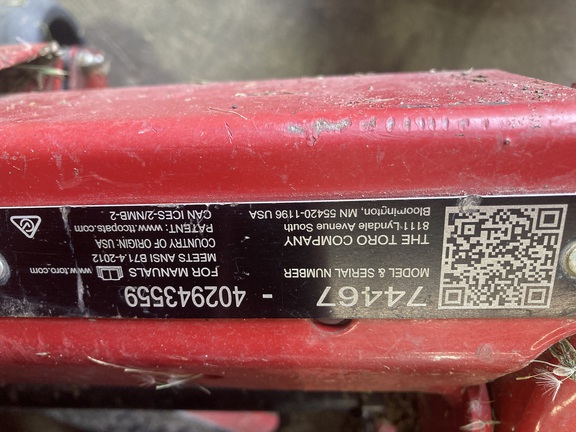 MODEL & SERIAL NUMBER
74467 - 402943559
THE TORO COMPANY
8111 Lyndale Avenue South
Bloomington, MN 55420-1196 USA
FOR MANUALS www.toro.com
MEETS ANSI B71.4-2012
COUNTRY OF ORIGIN: USA
PATENT: www.ttcopats.com
CAN ICES-2/NMB-2